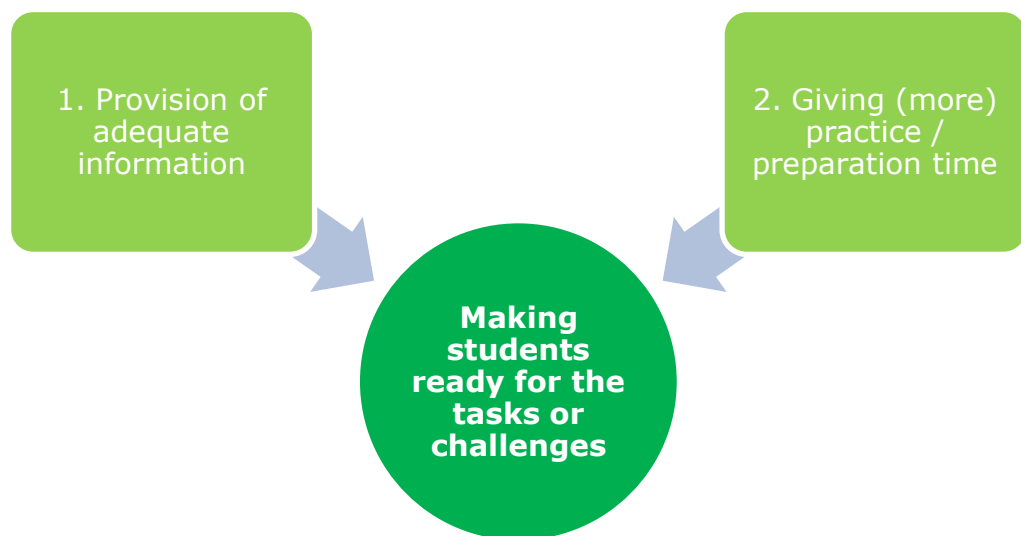 1. Provision of
adequate
information
2. Giving (more)
practice /
preparation time
Making
students
ready for the
tasks or
challenges